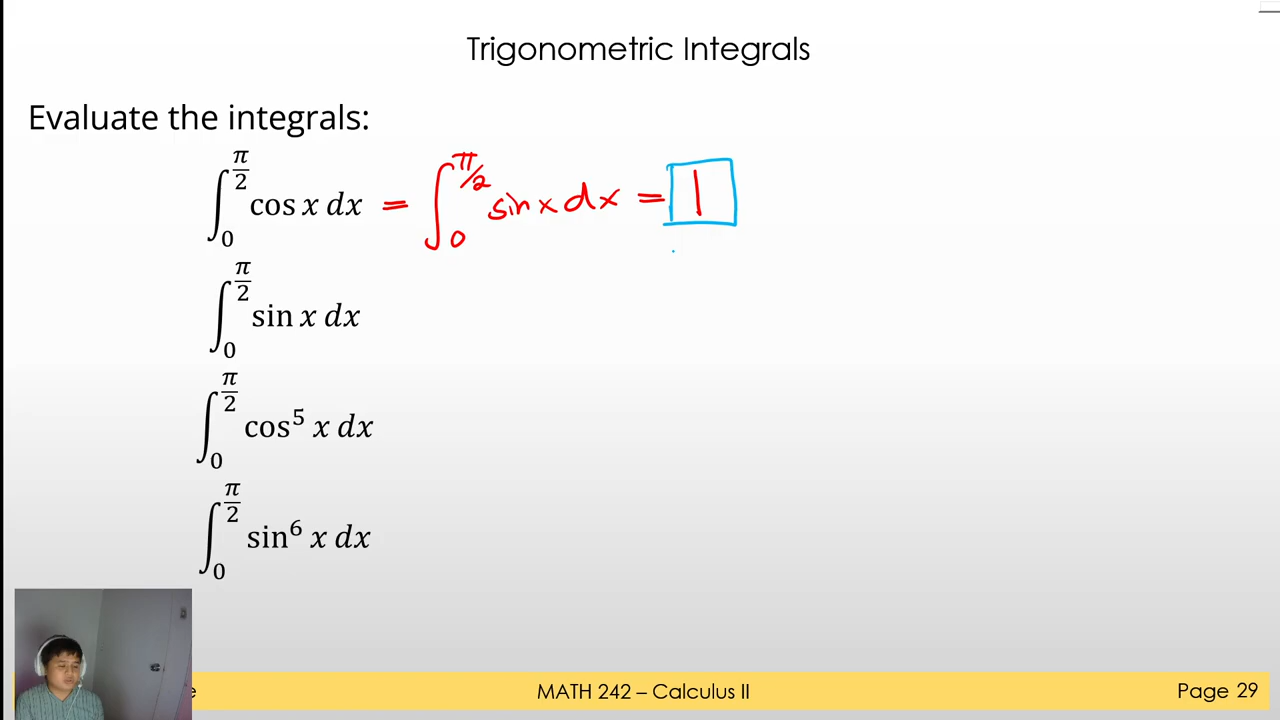 Trigonometric Integrals
Evaluate the integrals:
∫₀^{π/2} cos x dx = ∫₀^{π/2} sin x dx = 1
∫₀^{π/2} sin x dx
∫₀^{π/2} cos⁵ x dx
∫₀^{π/2} sin⁶ x dx
e MATH 242 – Calculus II Page 29